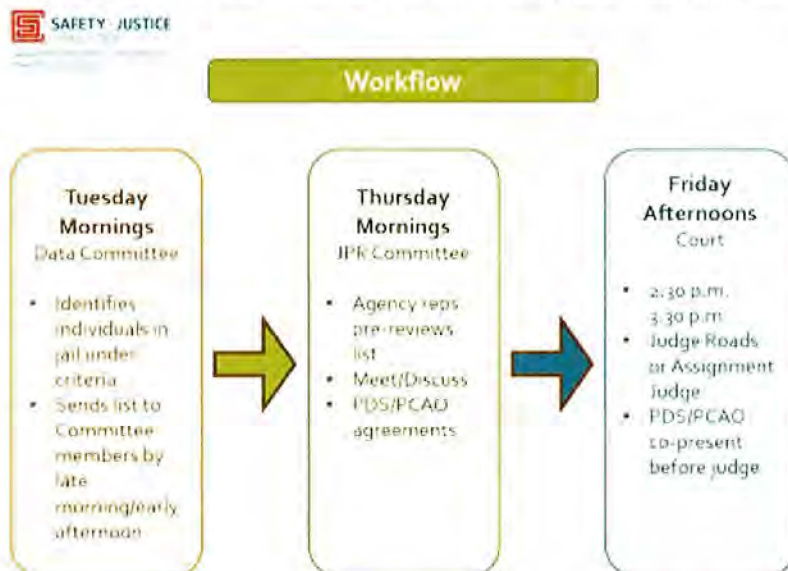 SAFETY + JUSTICE
Workflow
Tuesday
Mornings
Data Committee
• Identifies
individuals in
jail under
criteria
• Sends list to
Committee
members by
late
morning/early
afternoon
Thursday
Mornings
JPR Committee
• Agency reps
pre-reviews
list
• Meet/Discuss
• PDS/PCAO
agreements
Friday
Afternoons
Court
• 2:30 p.m.
3:30 p.m
• Judge Roads
or Assignment
Judge
• PDS/PCAO
co-present
before judge